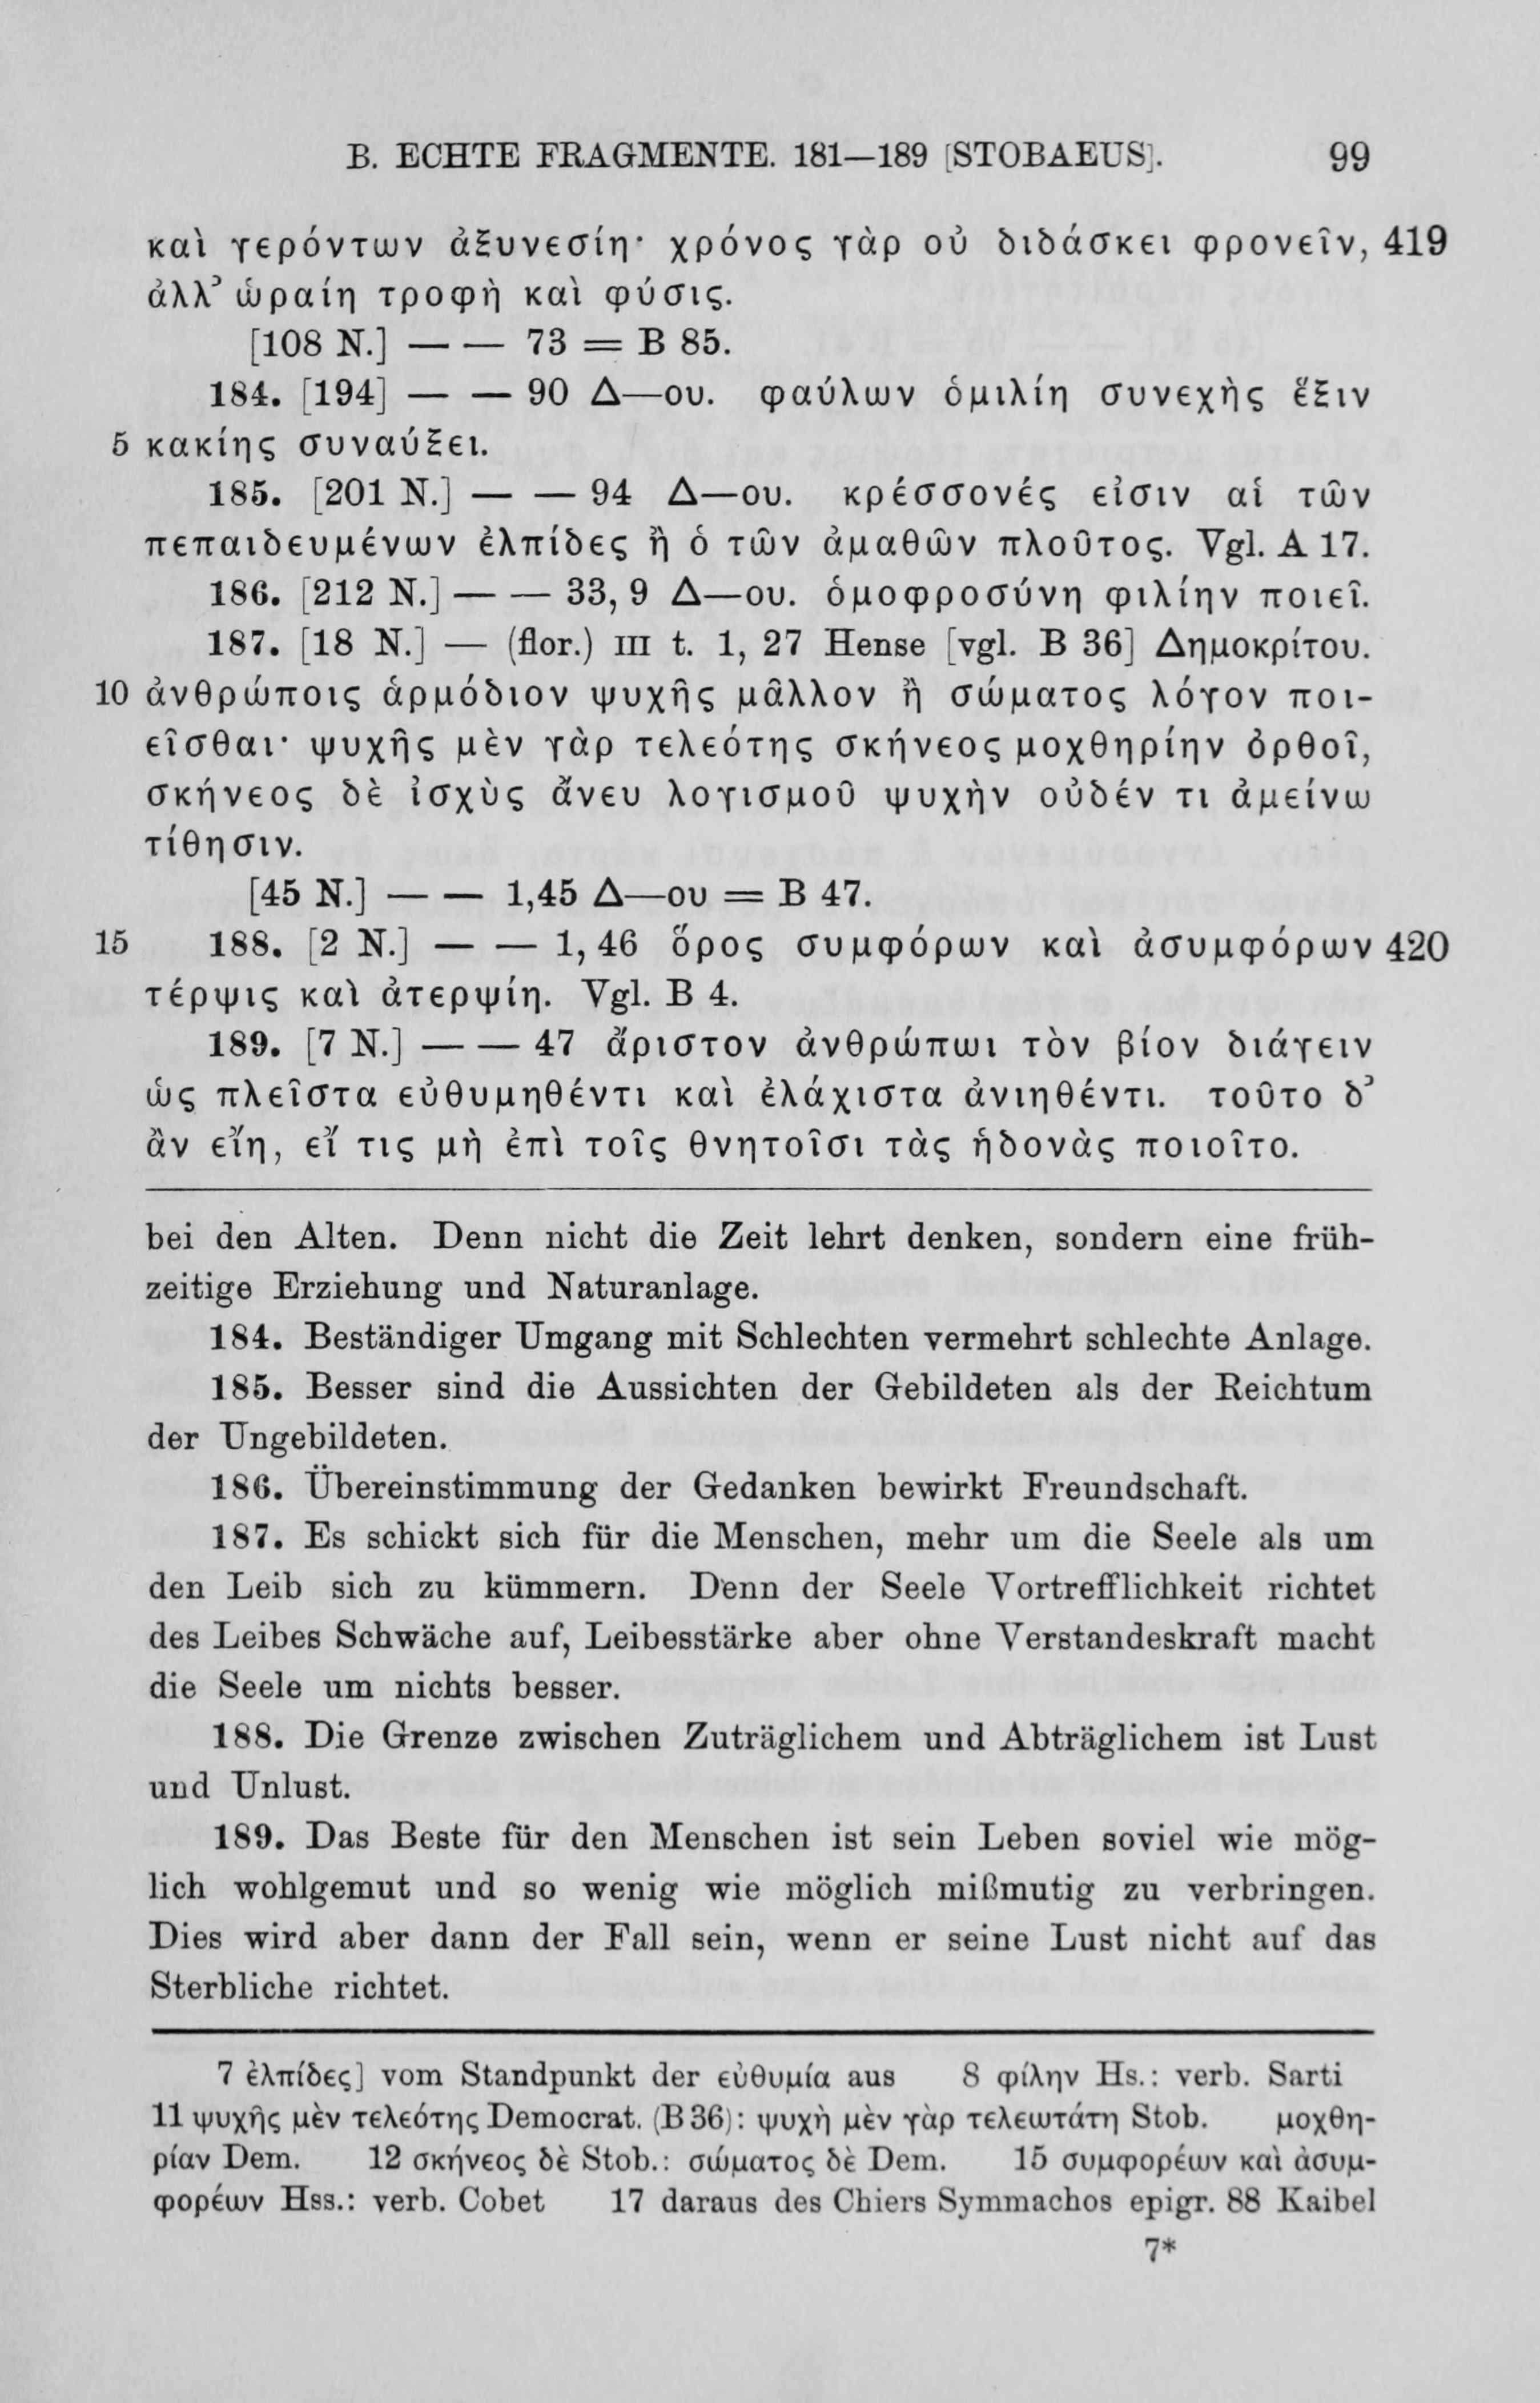 B. ECHTE FRAGMENTE. 181—189 [STOBAEUS]. 99
καὶ γερόντων ἀξυνεσίη· χρόνος γὰρ οὐ διδάσκει φρονεῖν, 419
ἀλλ’ ὡραίη τροφὴ καὶ φύσις.
[108 N.] — — 73 = B 85.
184. [194] — — 90 Δ—ου. φαύλων ὁμιλίη συνεχὴς ἕξιν
5 κακίης συναύξει.
185. [201 N.] — — 94 Δ—ου. κρέσσονές εἰσιν αἱ τῶν
πεπαιδευμένων ἐλπίδες ἢ ὁ τῶν ἀμαθῶν πλοῦτος. Vgl. A 17.
186. [212 N.] — — 33, 9 Δ—ου. ὁμοφροσύνη φιλίην ποιεῖ.
187. [18 N.] — (flor.) III t. 1, 27 Hense [vgl. B 36] Δημοκρίτου.
10 ἀνθρώποις ἁρμόδιον ψυχῆς μᾶλλον ἢ σώματος λόγον ποι-
εῖσθαι· ψυχῆς μὲν γὰρ τελεότης σκήνεος μοχθηρίην ὀρθοῖ,
σκήνεος δὲ ἰσχὺς ἄνευ λογισμοῦ ψυχὴν οὐδέν τι ἀμείνω
τίθησιν.
[45 N.] — — 1,45 Δ—ου = B 47.
15 188. [2 N.] — — 1, 46 ὅρος συμφόρων καὶ ἀσυμφόρων 420
τέρψις καὶ ἀτερψίη. Vgl. B 4.
189. [7 N.] — — 47 ἄριστον ἀνθρώπωι τὸν βίον διάγειν
ὡς πλεῖστα εὐθυμηθέντι καὶ ἐλάχιστα ἀνιηθέντι. τοῦτο δ’
ἂν εἴη, εἴ τις μὴ ἐπὶ τοῖς θνητοῖσι τὰς ἡδονὰς ποιοῖτο.
bei den Alten. Denn nicht die Zeit lehrt denken, sondern eine früh-
zeitige Erziehung und Naturanlage.
184. Beständiger Umgang mit Schlechten vermehrt schlechte Anlage.
185. Besser sind die Aussichten der Gebildeten als der Reichtum
der Ungebildeten.
186. Übereinstimmung der Gedanken bewirkt Freundschaft.
187. Es schickt sich für die Menschen, mehr um die Seele als um
den Leib sich zu kümmern. Denn der Seele Vortrefflichkeit richtet
des Leibes Schwäche auf, Leibesstärke aber ohne Verstandeskraft macht
die Seele um nichts besser.
188. Die Grenze zwischen Zuträglichem und Abträglichem ist Lust
und Unlust.
189. Das Beste für den Menschen ist sein Leben soviel wie mög-
lich wohlgemut und so wenig wie möglich mißmutig zu verbringen.
Dies wird aber dann der Fall sein, wenn er seine Lust nicht auf das
Sterbliche richtet.
7 ἐλπίδες] vom Standpunkt der εὐθυμία aus 8 φίλην Hs.: verb. Sarti
11 ψυχῆς μὲν τελεότης Democrat. (B 36): ψυχὴ μὲν γὰρ τελεωτάτη Stob. μοχθη-
ρίαν Dem. 12 σκήνεος δὲ Stob.: σώματος δὲ Dem. 15 συμφορέων καὶ ἀσυμ-
φορέων Hss.: verb. Cobet 17 daraus des Chiers Symmachos epigr. 88 Kaibel
7*